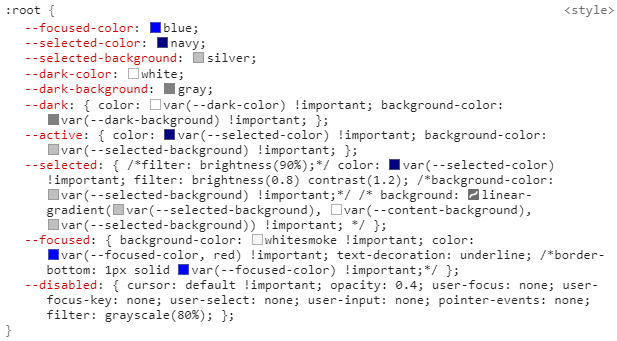 :root { <style>
--focused-color: blue;
--selected-color: navy;
--selected-background: silver;
--dark-color: white;
--dark-background: gray;
--dark: { color: var(--dark-color) !important; background-color:
var(--dark-background) !important; };
--active: { color: var(--selected-color) !important; background-color:
var(--selected-background) !important; };
--selected: { /*filter: brightness(90%);*/ color: var(--selected-color)
!important; filter: brightness(0.8) contrast(1.2); /*background-color:
var(--selected-background) !important;*/ /* background: linear-
gradient(var(--selected-background), var(--content-background),
var(--selected-background)) !important; */ };
--focused: { background-color: whitesmoke !important; color:
var(--focused-color, red) !important; text-decoration: underline; /*border-
bottom: 1px solid var(--focused-color) !important;*/ };
--disabled: { cursor: default !important; opacity: 0.4; user-focus: none; user-
focus-key: none; user-select: none; user-input: none; pointer-events: none;
filter: grayscale(80%); };
}